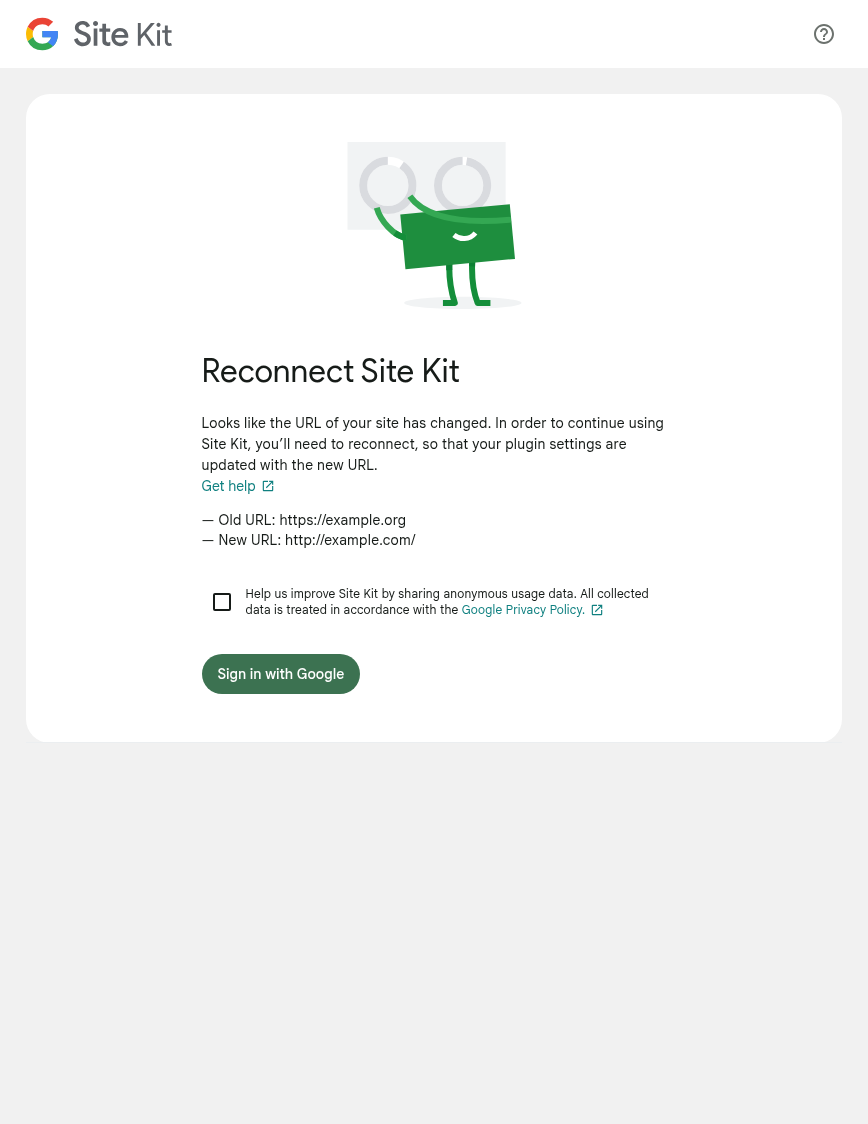 Site Kit
Reconnect Site Kit
Looks like the URL of your site has changed. In order to continue using
Site Kit, you’ll need to reconnect, so that your plugin settings are
updated with the new URL.
Get help
— Old URL: https://example.org
— New URL: http://example.com/
Help us improve Site Kit by sharing anonymous usage data. All collected
data is treated in accordance with the Google Privacy Policy.
Sign in with Google